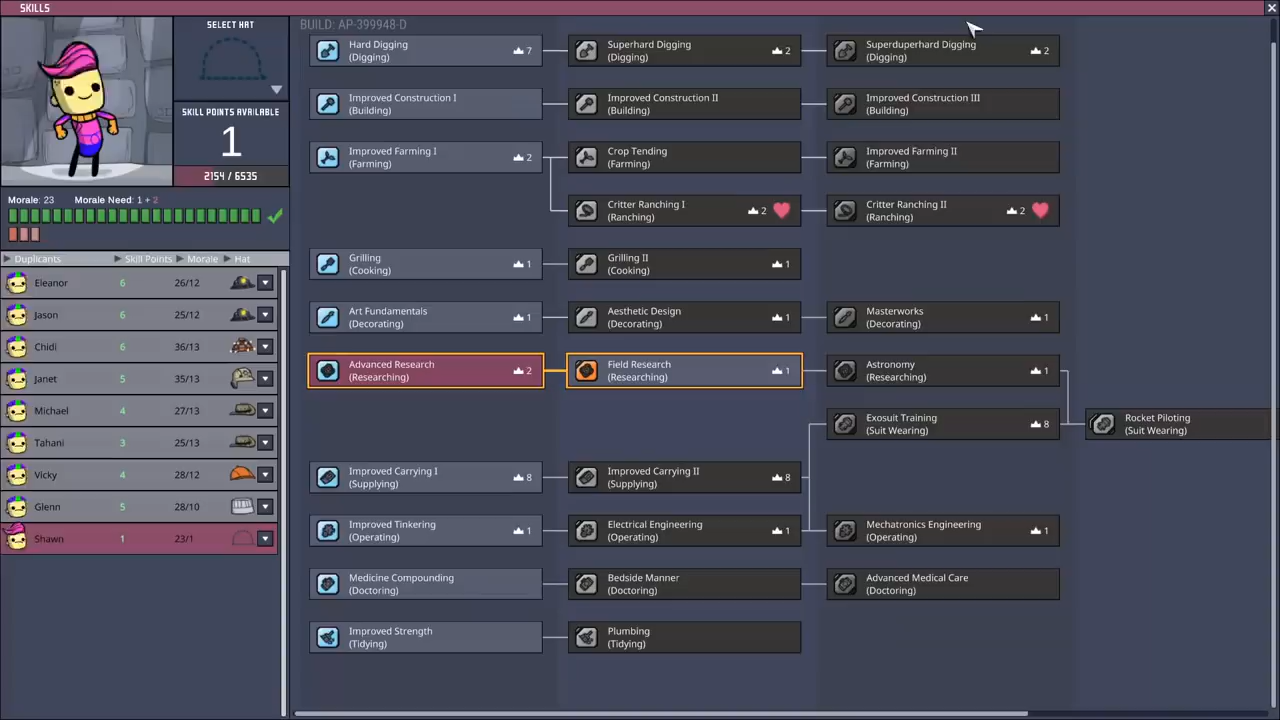 SKILLS
BUILD: AP-399948-D
SELECT HAT
SKILL POINTS AVAILABLE
1
2154 / 6535
Morale: 23 Morale Need: 1 + 2
Duplicants Skill Points Morale Hat
Eleanor 6 26/12
Jason 6 25/12
Chidi 6 36/13
Janet 5 35/13
Michael 4 27/13
Tahani 3 25/13
Vicky 4 28/12
Glenn 5 28/10
Shawn 1 23/1
Hard Digging
(Digging)
7
Superhard Digging
(Digging)
2
Superduperhard Digging
(Digging)
2
Improved Construction I
(Building)
Improved Construction II
(Building)
Improved Construction III
(Building)
Improved Farming I
(Farming)
2
Crop Tending
(Farming)
Improved Farming II
(Farming)
Critter Ranching I
(Ranching)
2
Critter Ranching II
(Ranching)
2
Grilling
(Cooking)
1
Grilling II
(Cooking)
1
Art Fundamentals
(Decorating)
1
Aesthetic Design
(Decorating)
1
Masterworks
(Decorating)
1
Advanced Research
(Researching)
2
Field Research
(Researching)
1
Astronomy
(Researching)
1
Exosuit Training
(Suit Wearing)
8
Rocket Piloting
(Suit Wearing)
Improved Carrying I
(Supplying)
8
Improved Carrying II
(Supplying)
8
Improved Tinkering
(Operating)
1
Electrical Engineering
(Operating)
1
Mechatronics Engineering
(Operating)
1
Medicine Compounding
(Doctoring)
Bedside Manner
(Doctoring)
Advanced Medical Care
(Doctoring)
Improved Strength
(Tidying)
Plumbing
(Tidying)